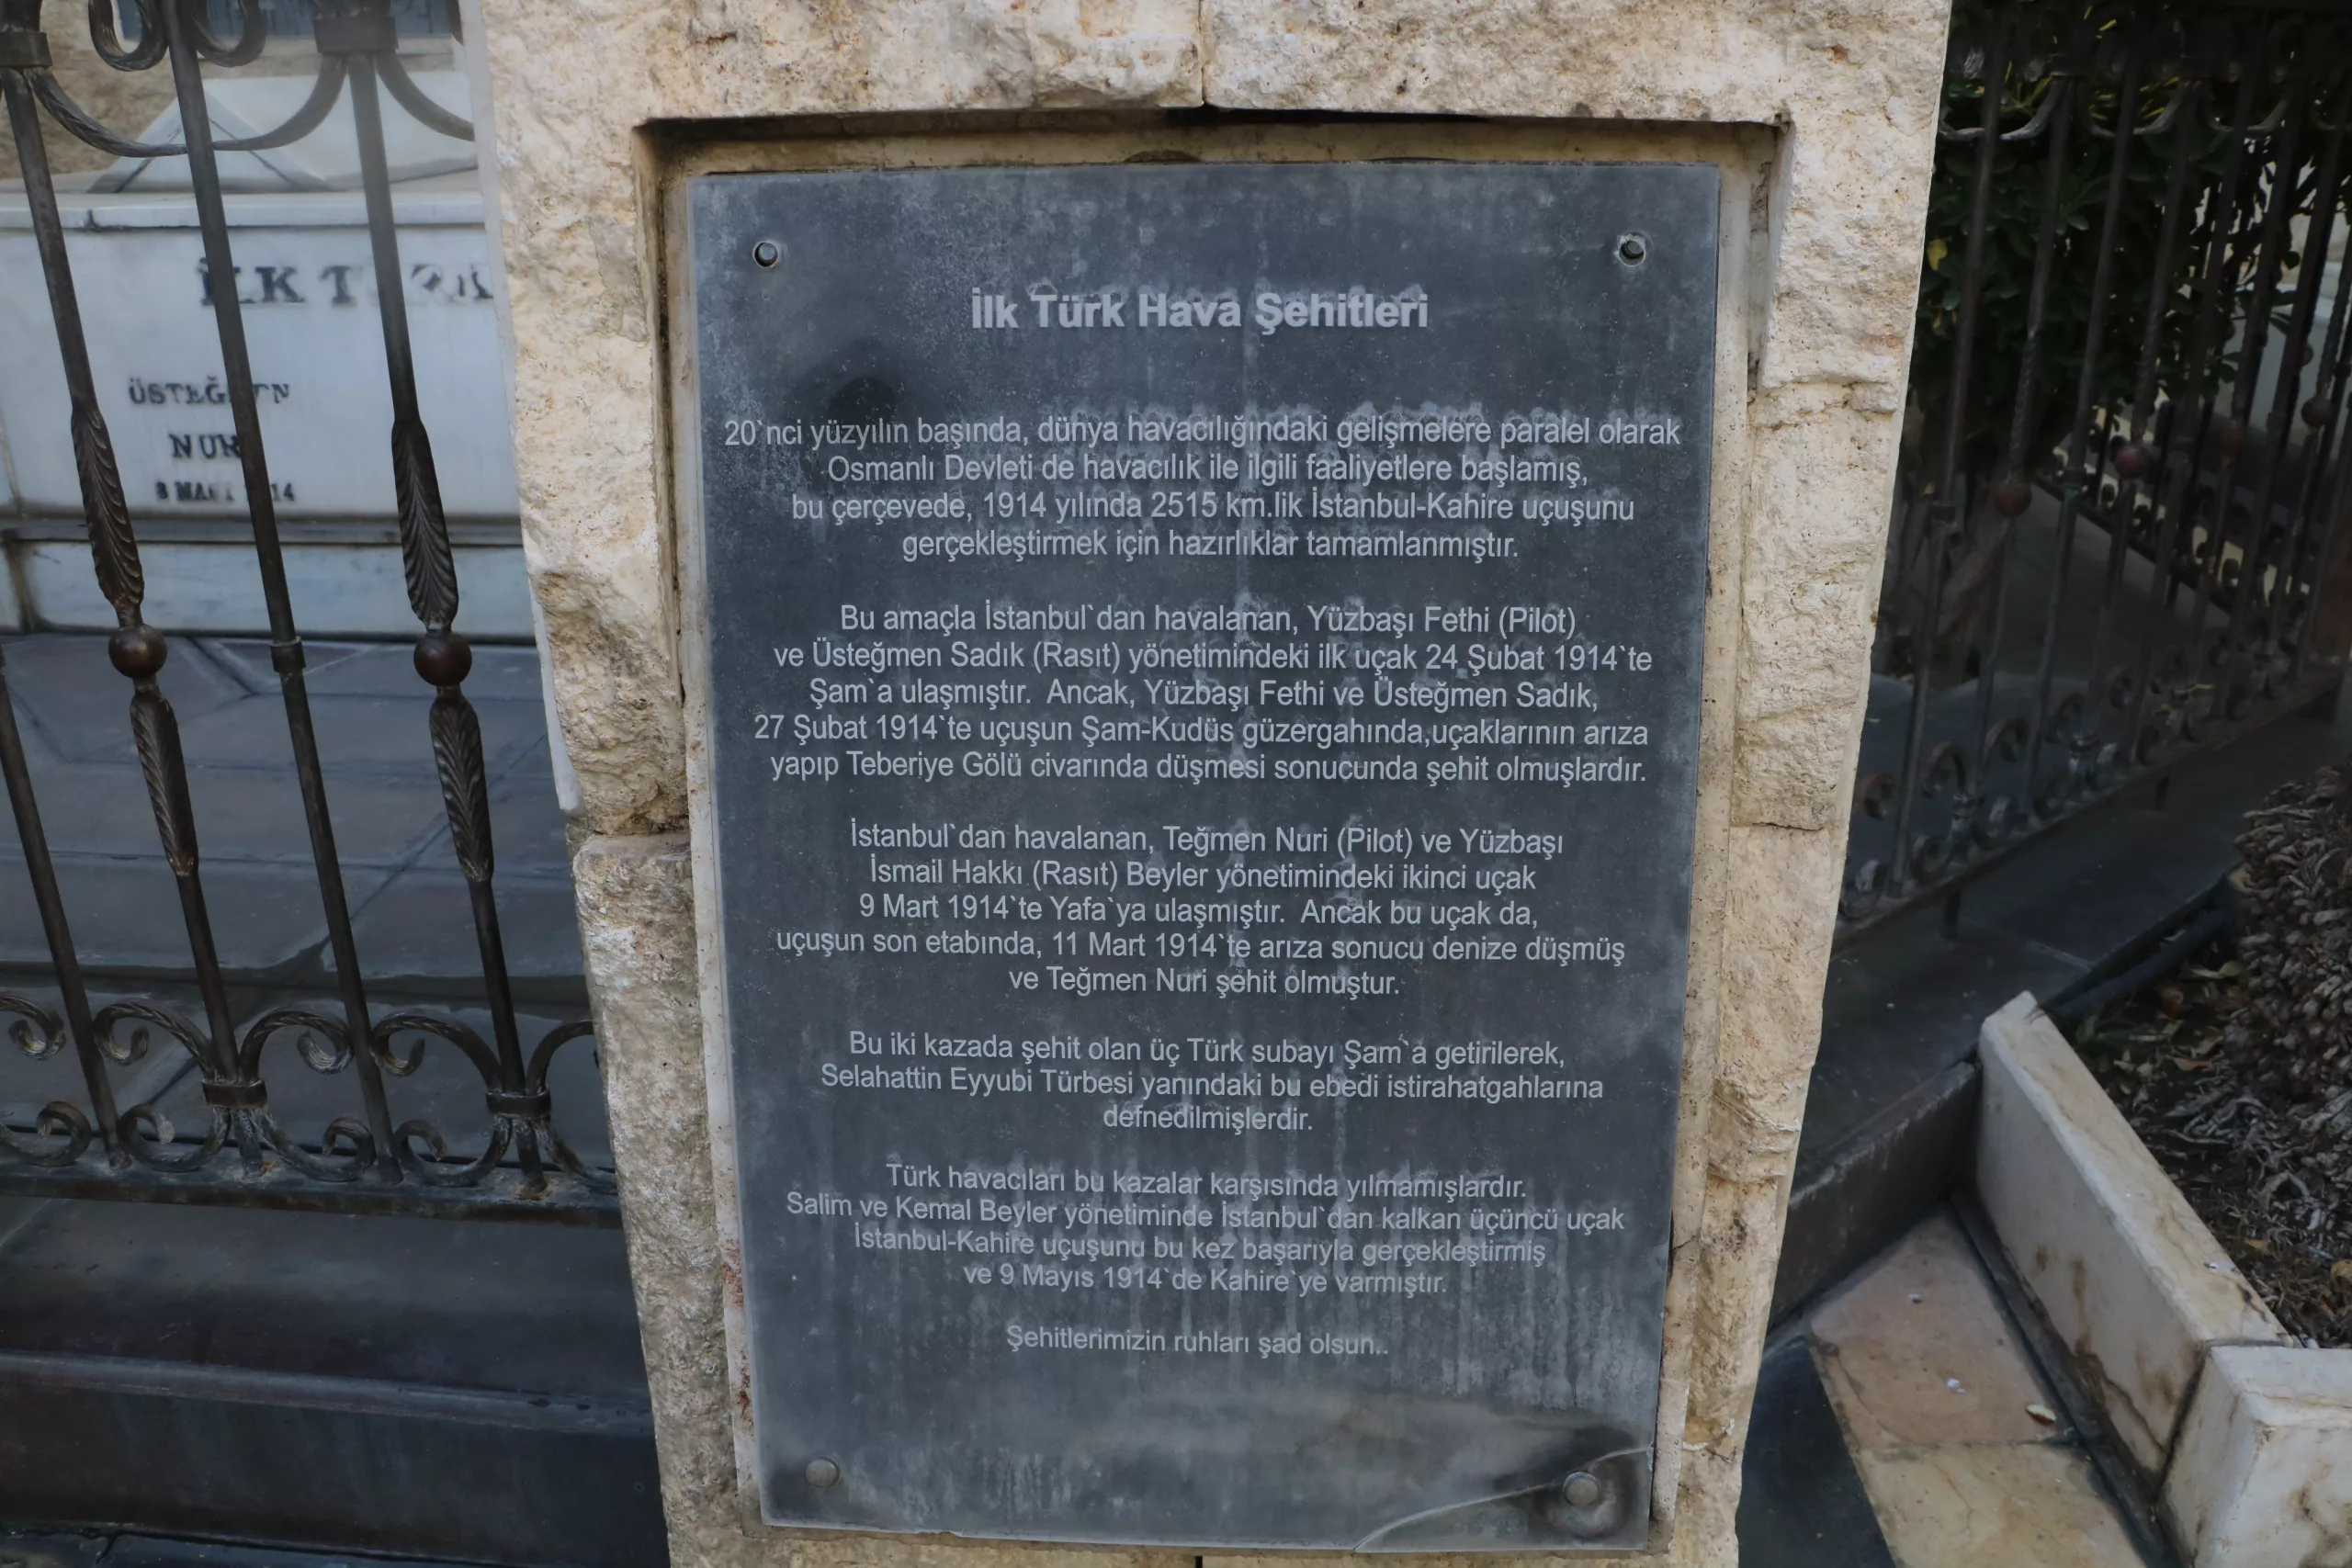 İlk Türk Hava Şehitleri
20`nci yüzyılın başında, dünya havacılığındaki gelişmelere paralel olarak
Osmanlı Devleti de havacılık ile ilgili faaliyetlere başlamış,
bu çerçevede, 1914 yılında 2515 km.lik İstanbul-Kahire uçuşunu
gerçekleştirmek için hazırlıklar tamamlanmıştır.
Bu amaçla İstanbul`dan havalanan, Yüzbaşı Fethi (Pilot)
ve Üsteğmen Sadık (Rasıt) yönetimindeki ilk uçak 24 Şubat 1914`te
Şam`a ulaşmıştır. Ancak, Yüzbaşı Fethi ve Üsteğmen Sadık,
27 Şubat 1914`te uçuşun Şam-Kudüs güzergahında,uçaklarının arıza
yapıp Teberiye Gölü civarında düşmesi sonucunda şehit olmuşlardır.
İstanbul`dan havalanan, Teğmen Nuri (Pilot) ve Yüzbaşı
İsmail Hakkı (Rasıt) Beyler yönetimindeki ikinci uçak
9 Mart 1914`te Yafa`ya ulaşmıştır. Ancak bu uçak da,
uçuşun son etabında, 11 Mart 1914`te arıza sonucu denize düşmüş
ve Teğmen Nuri şehit olmuştur.
Bu iki kazada şehit olan üç Türk subayı Şam`a getirilerek,
Selahattin Eyyubi Türbesi yanındaki bu ebedi istirahatgahlarına
defnedilmişlerdir.
Türk havacıları bu kazalar karşısında yılmamışlardır.
Salim ve Kemal Beyler yönetiminde İstanbul`dan kalkan üçüncü uçak
İstanbul-Kahire uçuşunu bu kez başarıyla gerçekleştirmiş
ve 9 Mayıs 1914`de Kahire`ye varmıştır.
Şehitlerimizin ruhları şad olsun..
İLK
NUR